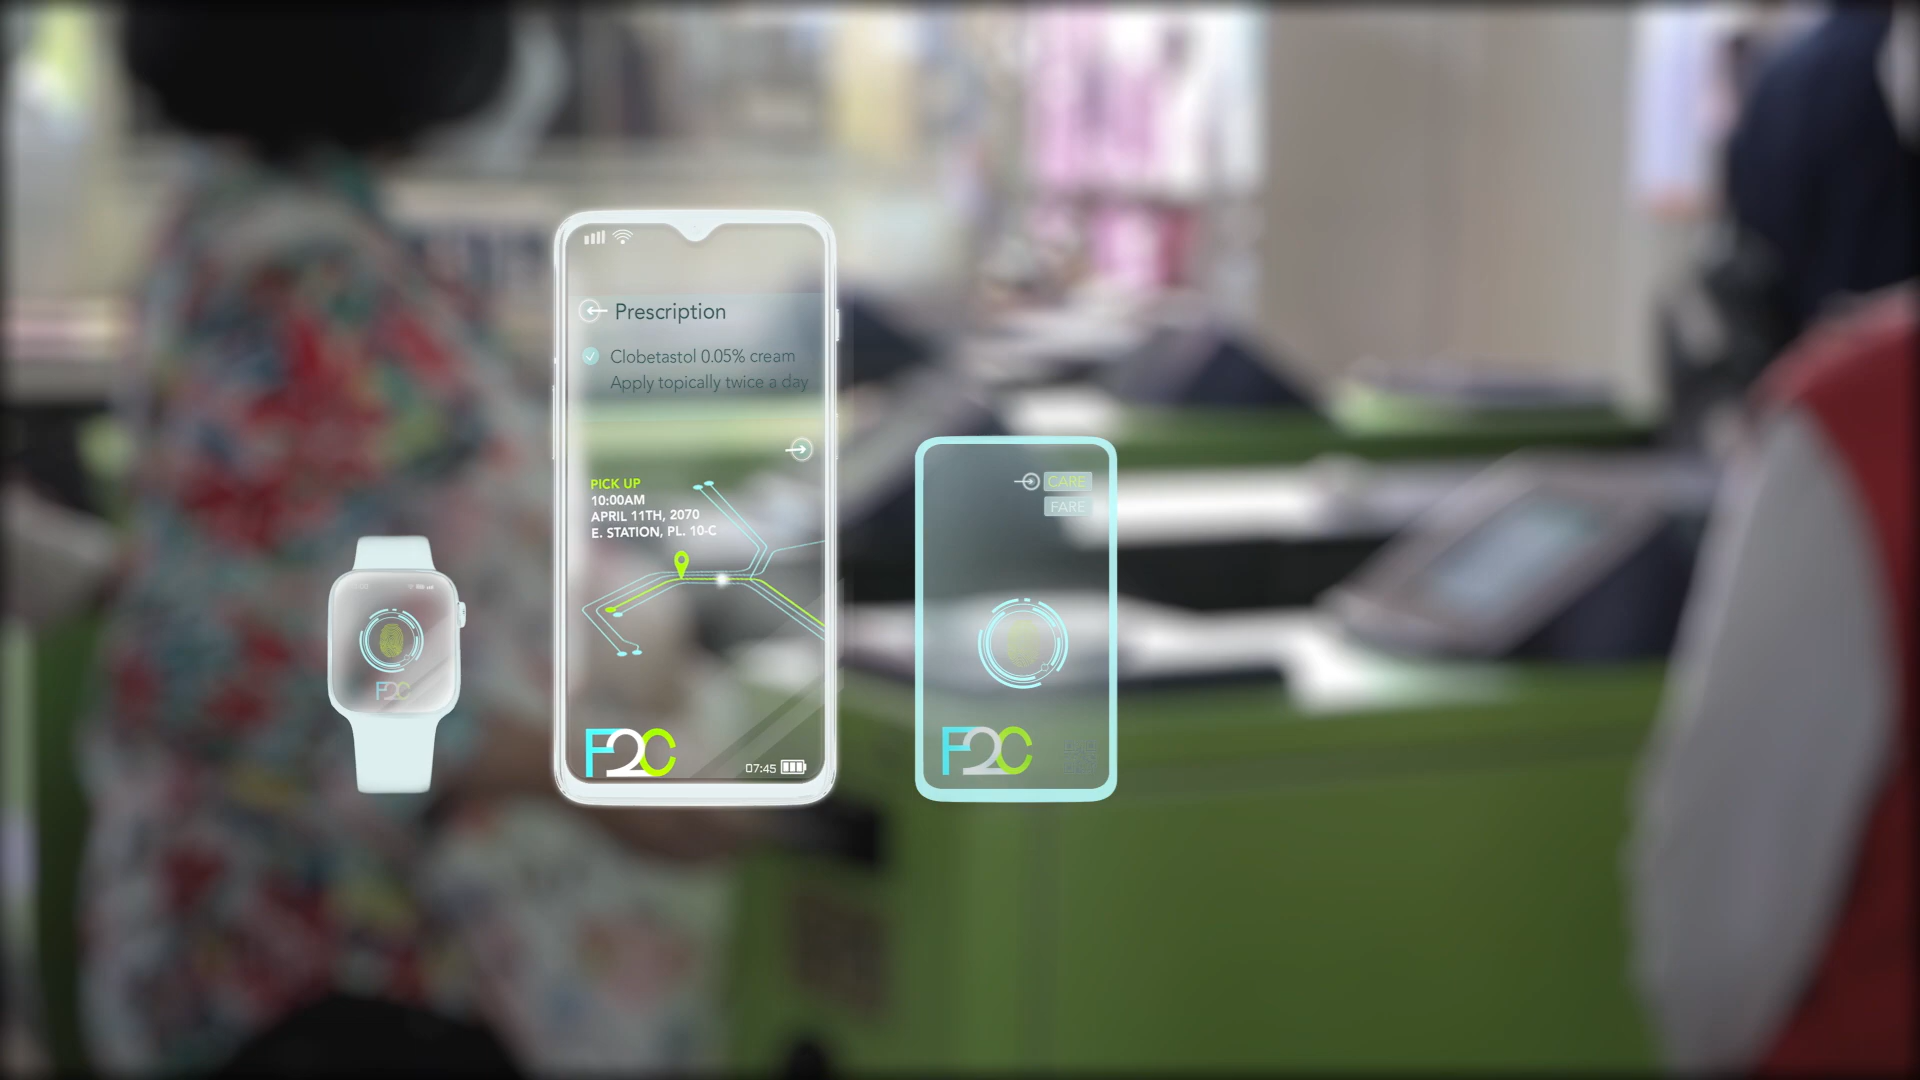 Prescription
Clobetastol 0.05% cream
Apply topically twice a day
PICK UP
10:00AM
APRIL 11TH, 2070
E. STATION, PL. 10-C
F2C
07:45
F2C
CARE
FARE
F2C